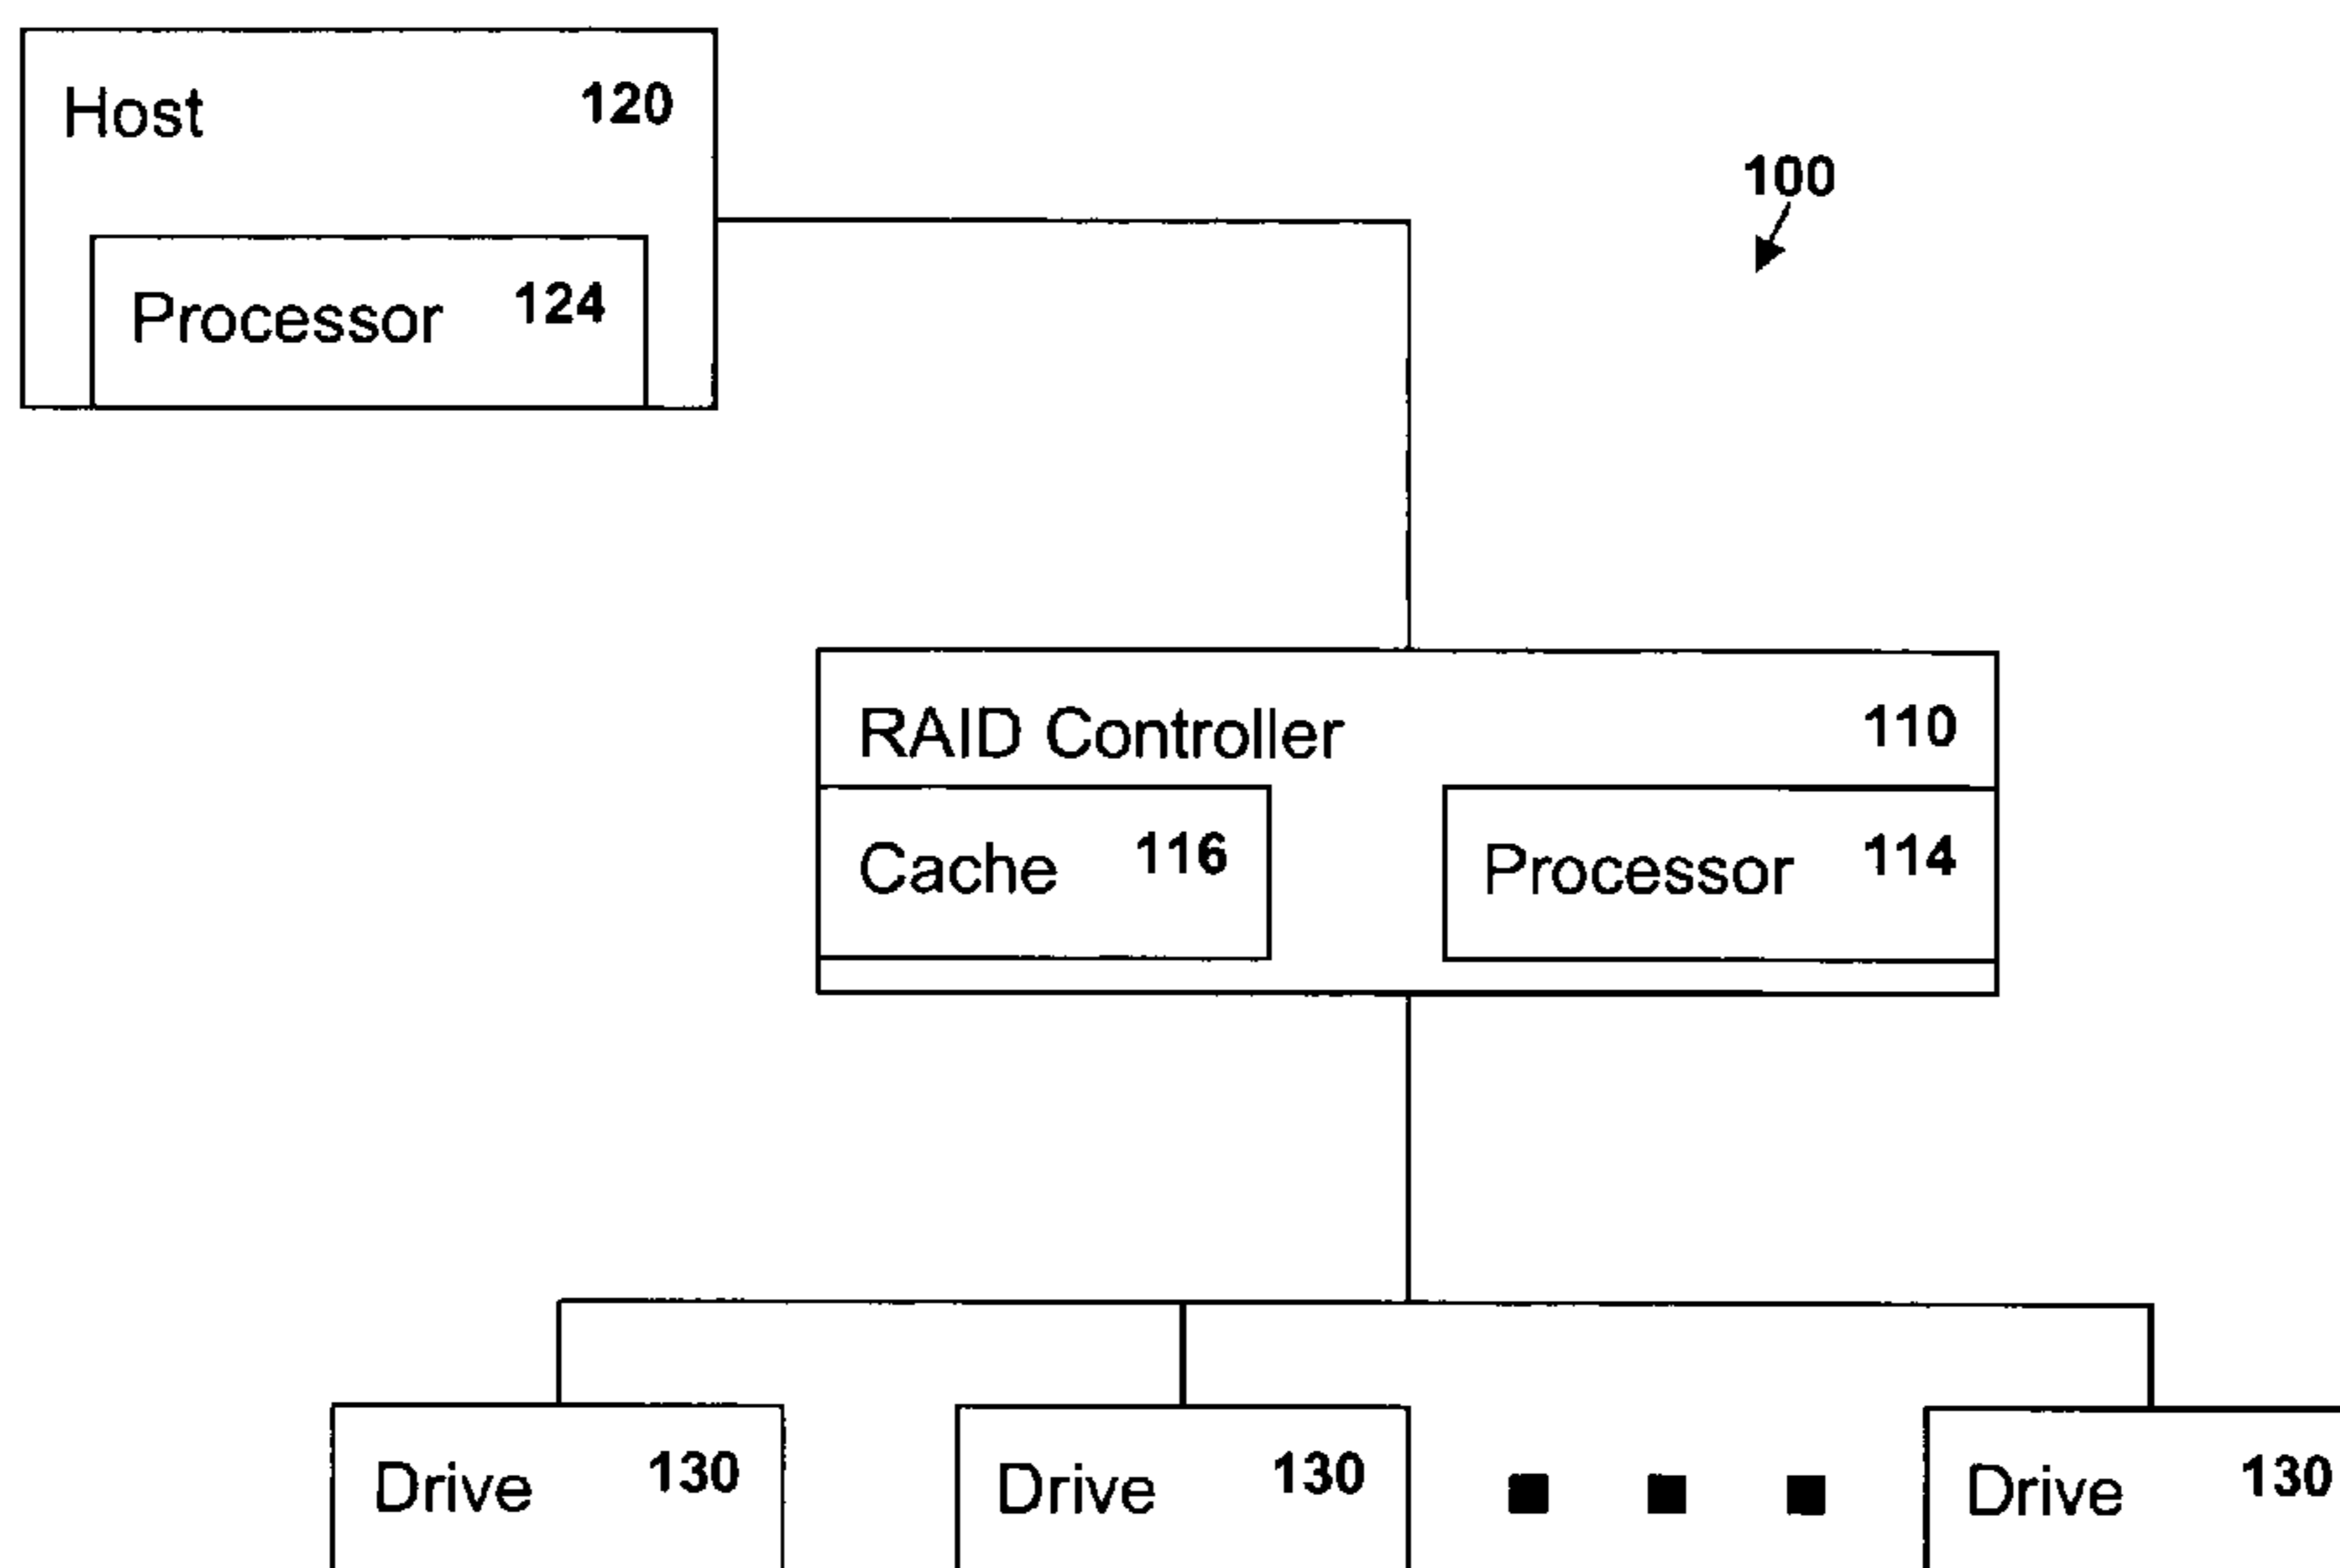 Host 120
100
Processor 124
RAID Controller 110
Cache 116 Processor 114
Drive 130 Drive 130 Drive 130